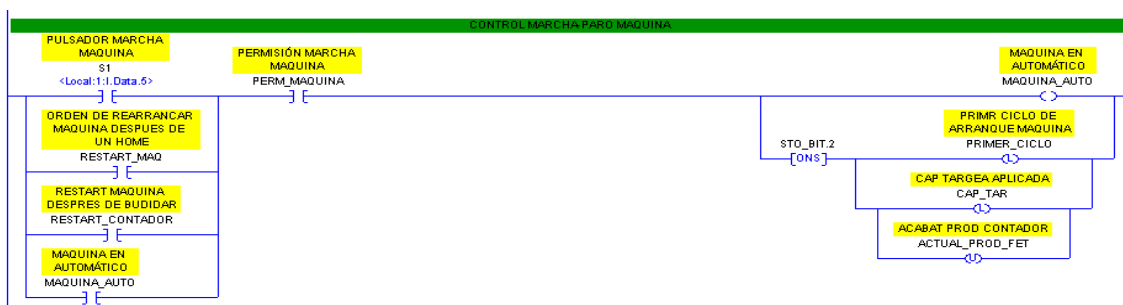 CONTROL MARCHA-PARO MAQUINA
PULSADOR MARCHA
MAQUINA
S1
<Local:1:I.Data.5>
PERMISIÓN MARCHA
MAQUINA
PERM_MAQUINA
MAQUINA EN
AUTOMÁTICO
MAQUINA_AUTO
ORDEN DE REARRANCAR
MAQUINA DESPUES DE
UN HOME
RESTART_MAQ
STO_BIT.2
ONS
PRIMR CICLO DE
ARRANQUE MAQUINA
PRIMER_CICLO
L
RESTART MAQUINA
DESPRES DE BUDIDAR
RESTART_CONTADOR
CAP TARGEA APLICADA
CAP_TAR
L
ACABAT PROD CONTADOR
ACTUAL_PROD_FET
U
MAQUINA EN
AUTOMÁTICO
MAQUINA_AUTO